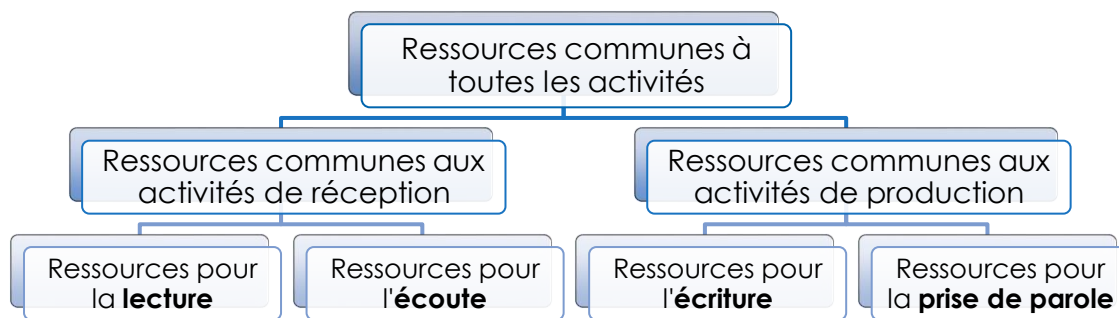 Ressources communes à
toutes les activités
Ressources communes aux
activités de réception
Ressources communes aux
activités de production
Ressources pour
la lecture
Ressources pour
l'écoute
Ressources pour
l'écriture
Ressources pour
la prise de parole